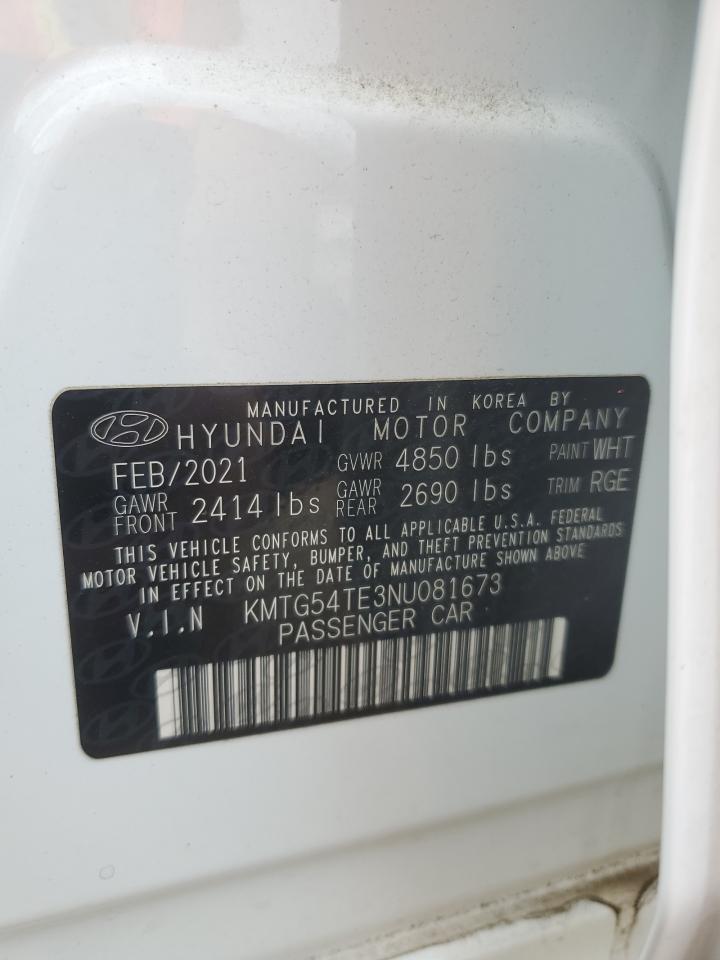 MANUFACTURED IN KOREA BY
HYUNDAI MOTOR COMPANY
FEB/2021 GVWR 4850 lbs PAINT WHT
GAWR FRONT 2414 lbs GAWR REAR 2690 lbs TRIM RGE
THIS VEHICLE CONFORMS TO ALL APPLICABLE U.S.A. FEDERAL
MOTOR VEHICLE SAFETY, BUMPER, AND THEFT PREVENTION STANDARDS
IN EFFECT ON THE DATE OF MANUFACTURE SHOWN ABOVE
V.I.N KMTG54TE3NU081673
PASSENGER CAR